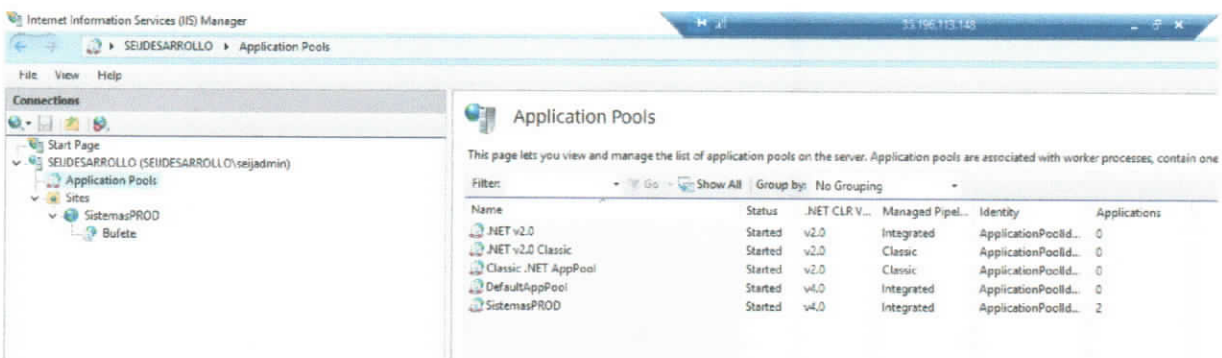 Internet Information Services (IIS) Manager
35.196.113.148
SEIJDESARROLLO Application Pools
File View Help
Connections
Start Page
SEIJDESARROLLO (SEIJDESARROLLO\seijadmin)
Application Pools
Sites
SistemasPROD
Bufete
Application Pools
This page lets you view and manage the list of application pools on the server. Application pools are associated with worker processes, contain one
Filter: Go Show All Group by: No Grouping
Name Status .NET CLR V... Managed Pipel... Identity Applications
.NET v2.0 Started v2.0 Integrated ApplicationPoolId... 0
.NET v2.0 Classic Started v2.0 Classic ApplicationPoolId... 0
Classic .NET AppPool Started v2.0 Classic ApplicationPoolId... 0
DefaultAppPool Started v4.0 Integrated ApplicationPoolId... 0
SistemasPROD Started v4.0 Integrated ApplicationPoolId... 2